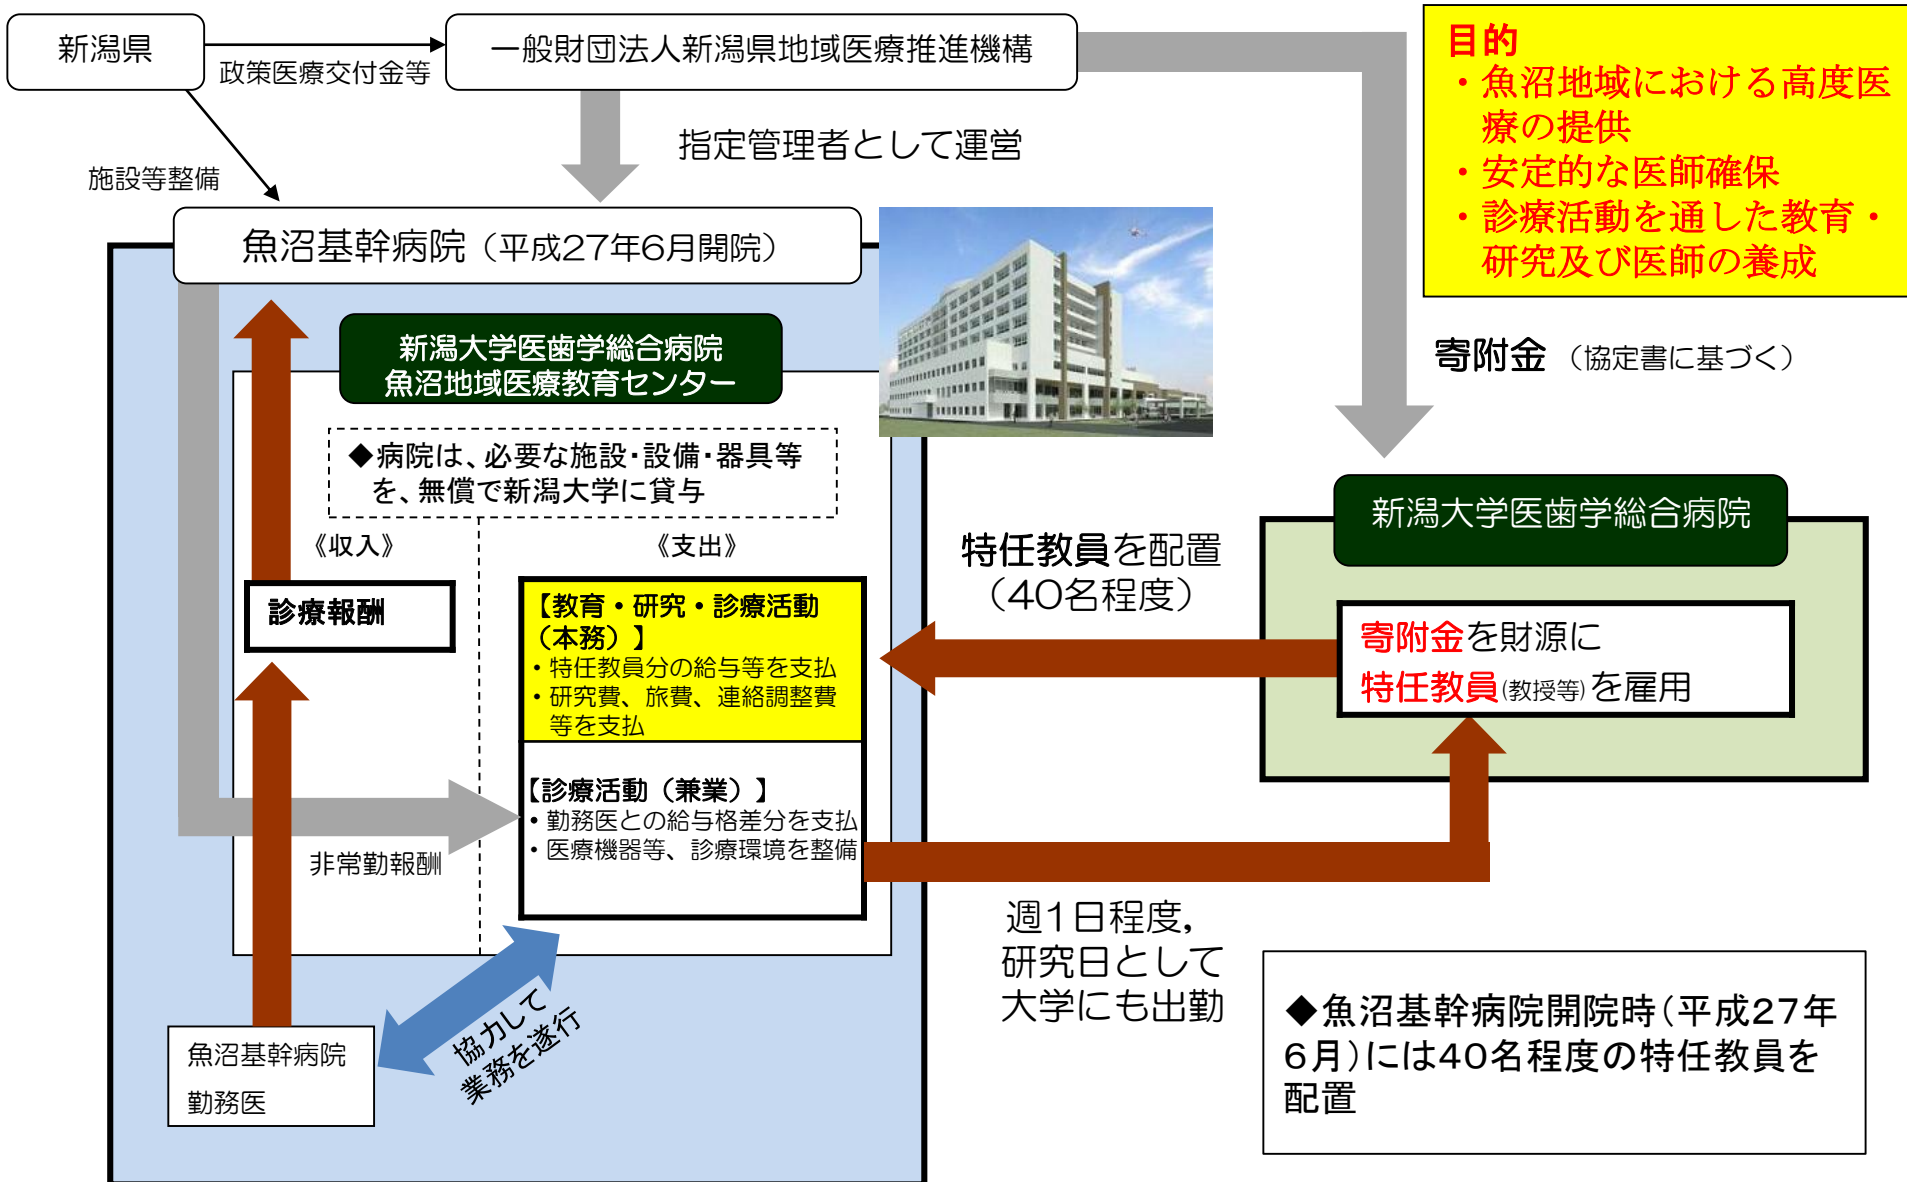 新潟県
一般財団法人新潟県地域医療推進機構
政策医療交付金等
施設等整備
指定管理者として運営
目的
・魚沼地域における高度医
療の提供
・安定的な医師確保
・診療活動を通した教育・
研究及び医師の養成
魚沼基幹病院（平成27年6月開院）
新潟大学医歯学総合病院
魚沼地域医療教育センター
寄附金（協定書に基づく）
◆病院は、必要な施設・設備・器具等
を、無償で新潟大学に貸与
《収入》
《支出》
診療報酬
【教育・研究・診療活動
（本務）】
・特任教員分の給与等を支払
・研究費、旅費、連絡調整費
等を支払
【診療活動（兼業）】
・勤務医との給与格差分を支払
・医療機器等、診療環境を整備
非常勤報酬
特任教員を配置
（40名程度）
新潟大学医歯学総合病院
寄附金を財源に
特任教員(教授等)を雇用
週1日程度,
研究日として
大学にも出勤
協力して
業務を遂行
魚沼基幹病院
勤務医
◆魚沼基幹病院開院時（平成27年
6月）には40名程度の特任教員を
配置